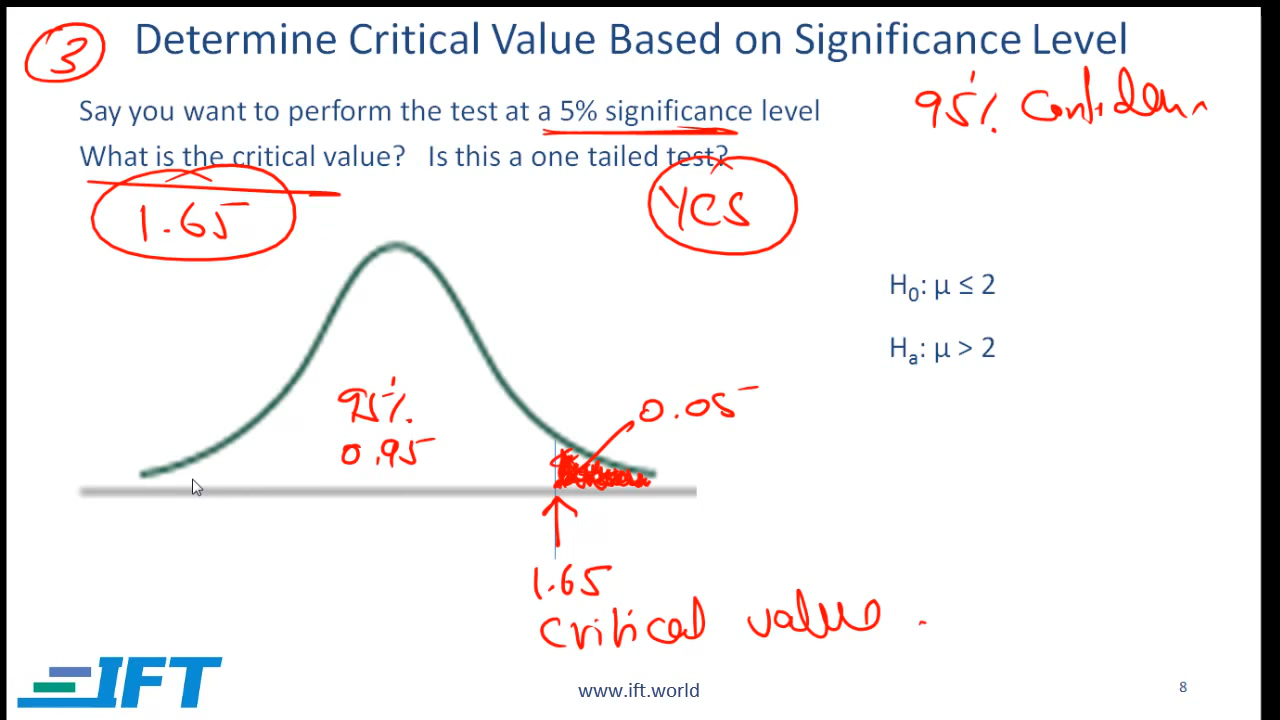 3
Determine Critical Value Based on Significance Level
95% Confiden
Say you want to perform the test at a 5% significance level
What is the critical value? Is this a one tailed test?
1.65
YES
H₀: μ ≤ 2
Hₐ: μ > 2
95%
0.95
0.05
1.65
critical value .
IFT
www.ift.world
8